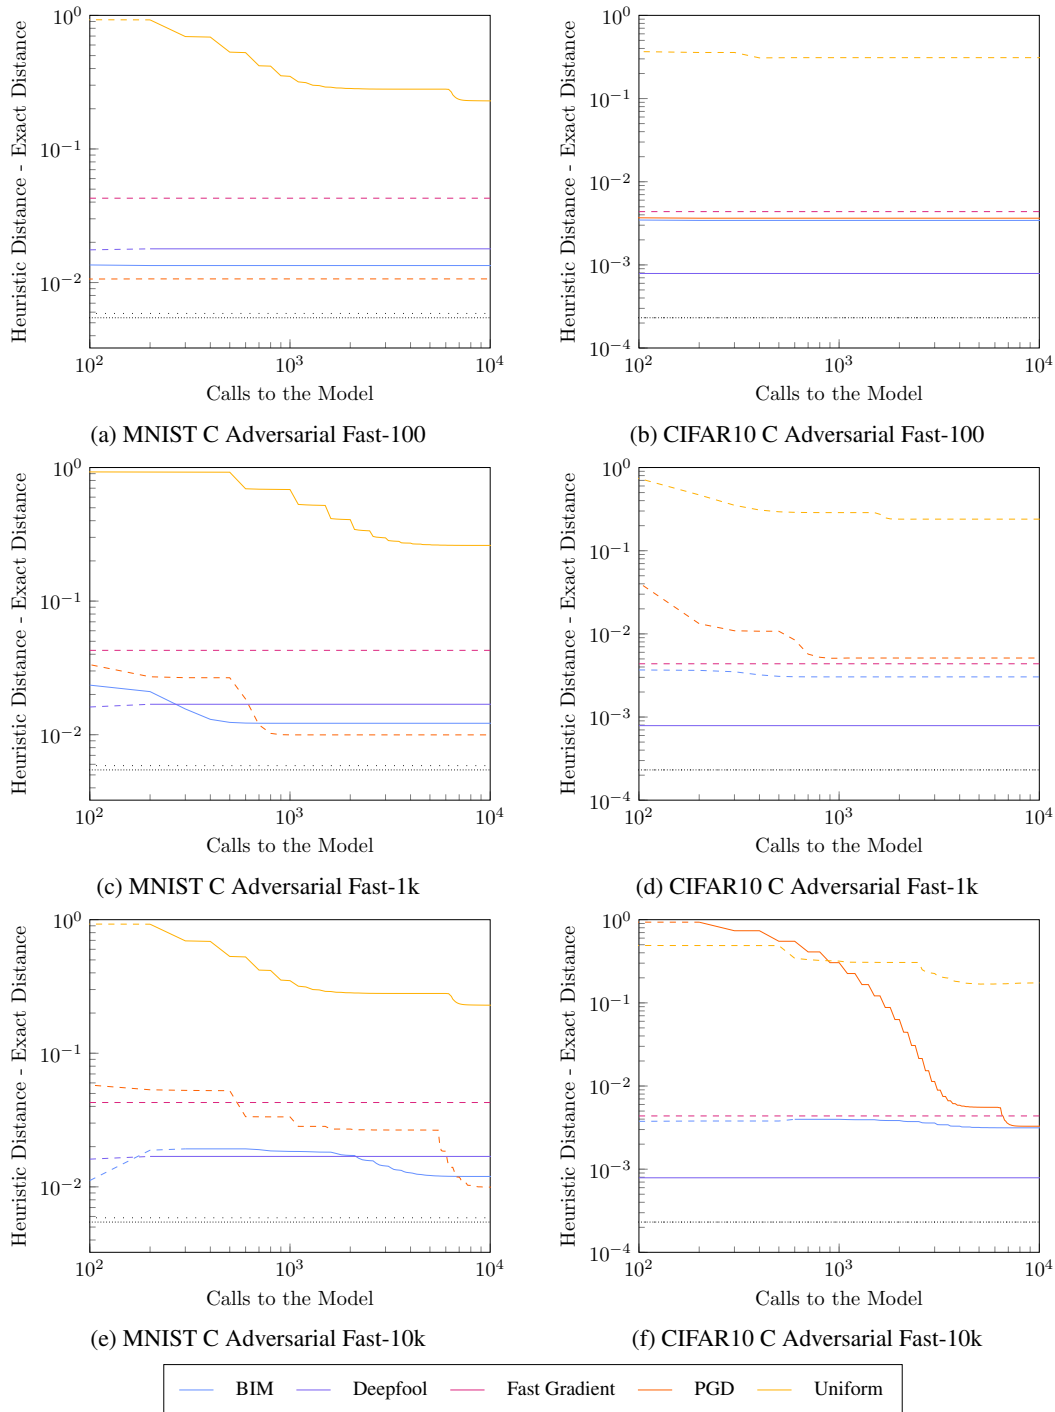 10^0
10^-1
10^-2
10^2
10^3
10^4
Heuristic Distance - Exact Distance
Calls to the Model
(a) MNIST C Adversarial Fast-100
10^0
10^-1
10^-2
10^-3
10^-4
10^2
10^3
10^4
Heuristic Distance - Exact Distance
Calls to the Model
(b) CIFAR10 C Adversarial Fast-100
10^0
10^-1
10^-2
10^2
10^3
10^4
Heuristic Distance - Exact Distance
Calls to the Model
(c) MNIST C Adversarial Fast-1k
10^0
10^-1
10^-2
10^-3
10^-4
10^2
10^3
10^4
Heuristic Distance - Exact Distance
Calls to the Model
(d) CIFAR10 C Adversarial Fast-1k
10^0
10^-1
10^-2
10^2
10^3
10^4
Heuristic Distance - Exact Distance
Calls to the Model
(e) MNIST C Adversarial Fast-10k
10^0
10^-1
10^-2
10^-3
10^-4
10^2
10^3
10^4
Heuristic Distance - Exact Distance
Calls to the Model
(f) CIFAR10 C Adversarial Fast-10k
BIM Deepfool Fast Gradient PGD Uniform